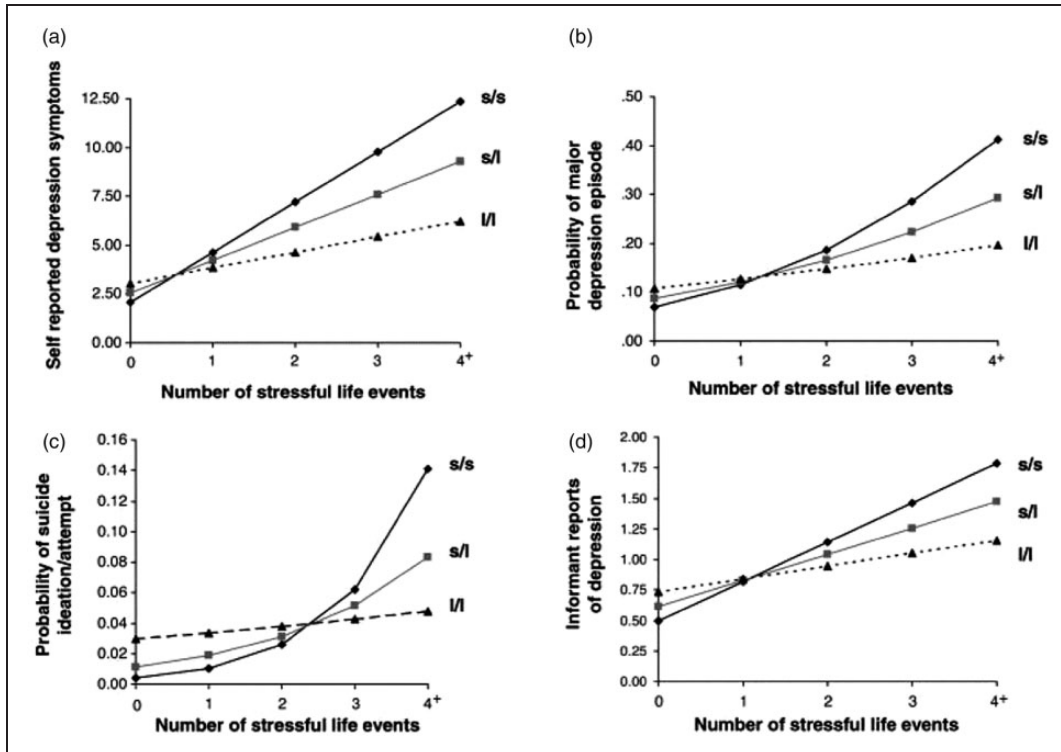 (a)
Self reported depression symptoms
12.50
10.00
7.50
5.00
2.50
0.00
0 1 2 3 4+
Number of stressful life events
s/s
s/l
l/l
(b)
Probability of major
depression episode
.50
.40
.30
.20
.10
.00
0 1 2 3 4+
Number of stressful life events
s/s
s/l
l/l
(c)
Probability of suicide
ideation/attempt
0.16
0.14
0.12
0.10
0.08
0.06
0.04
0.02
0.00
0 1 2 3 4+
Number of stressful life events
s/s
s/l
l/l
(d)
Informant reports
of depression
2.00
1.75
1.50
1.25
1.00
0.75
0.50
0.25
0.00
0 1 2 3 4+
Number of stressful life events
s/s
s/l
l/l